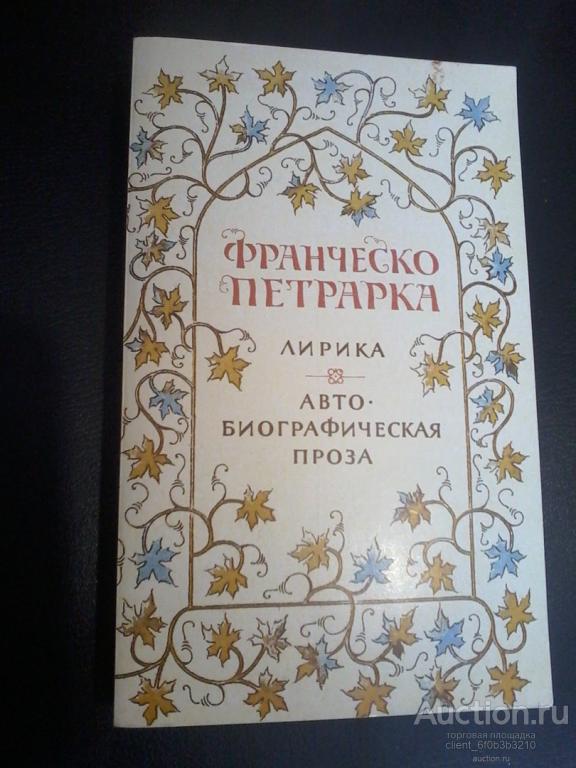 ФРАНЧЕСКО
ПЕТРАРКА
ЛИРИКА
АВТО·
БИОГРАФИЧЕСКАЯ
ПРОЗА
Auction.ru
торговая площадка
client_6f0b3b3210
auction.ru